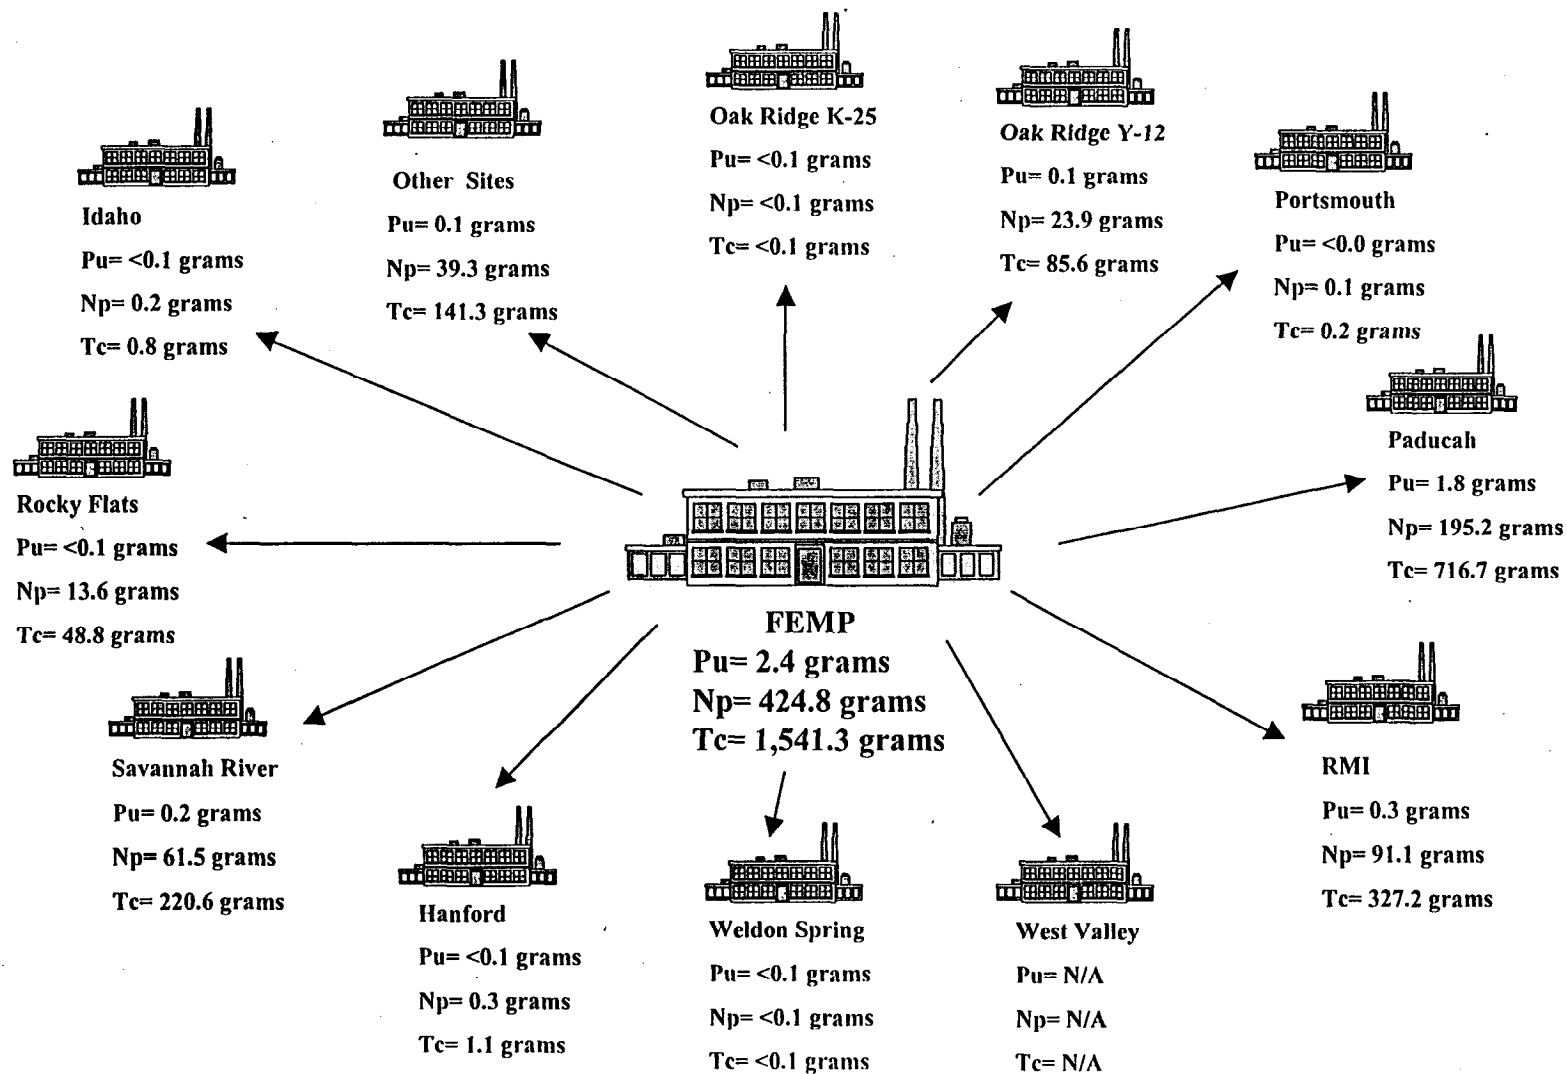 Oak Ridge K-25
Pu= <0.1 grams
Np= <0.1 grams
Tc= <0.1 grams
Oak Ridge Y-12
Pu= 0.1 grams
Np= 23.9 grams
Tc= 85.6 grams
Other Sites
Pu= 0.1 grams
Np= 39.3 grams
Tc= 141.3 grams
Idaho
Pu= <0.1 grams
Np= 0.2 grams
Tc= 0.8 grams
Portsmouth
Pu= <0.0 grams
Np= 0.1 grams
Tc= 0.2 grams
Paducah
Pu= 1.8 grams
Np= 195.2 grams
Tc= 716.7 grams
Rocky Flats
Pu= <0.1 grams
Np= 13.6 grams
Tc= 48.8 grams
FEMP
Pu= 2.4 grams
Np= 424.8 grams
Tc= 1,541.3 grams
Savannah River
Pu= 0.2 grams
Np= 61.5 grams
Tc= 220.6 grams
RMI
Pu= 0.3 grams
Np= 91.1 grams
Tc= 327.2 grams
Hanford
Pu= <0.1 grams
Np= 0.3 grams
Tc= 1.1 grams
Weldon Spring
Pu= <0.1 grams
Np= <0.1 grams
Tc= <0.1 grams
West Valley
Pu= N/A
Np= N/A
Tc= N/A